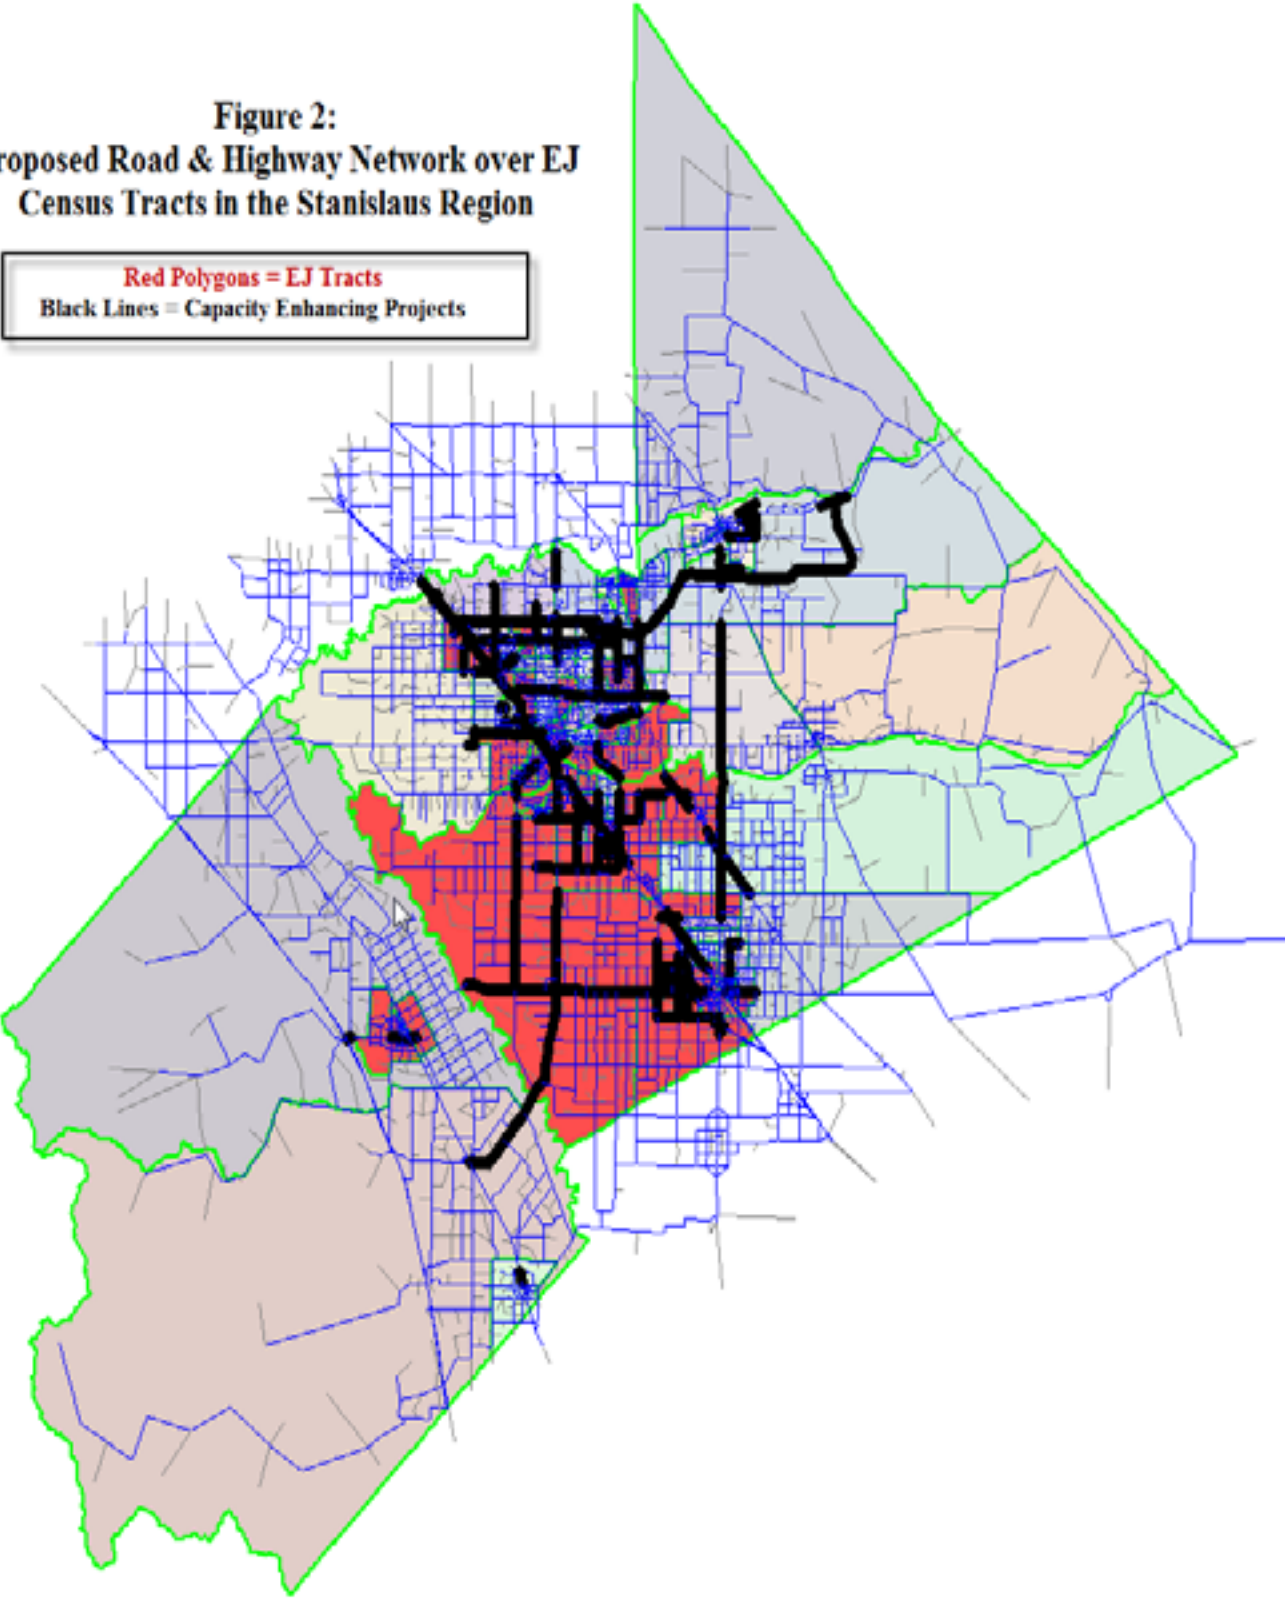 Figure 2:
roposed Road & Highway Network over EJ
Census Tracts in the Stanislaus Region
Red Polygons = EJ Tracts
Black Lines = Capacity Enhancing Projects